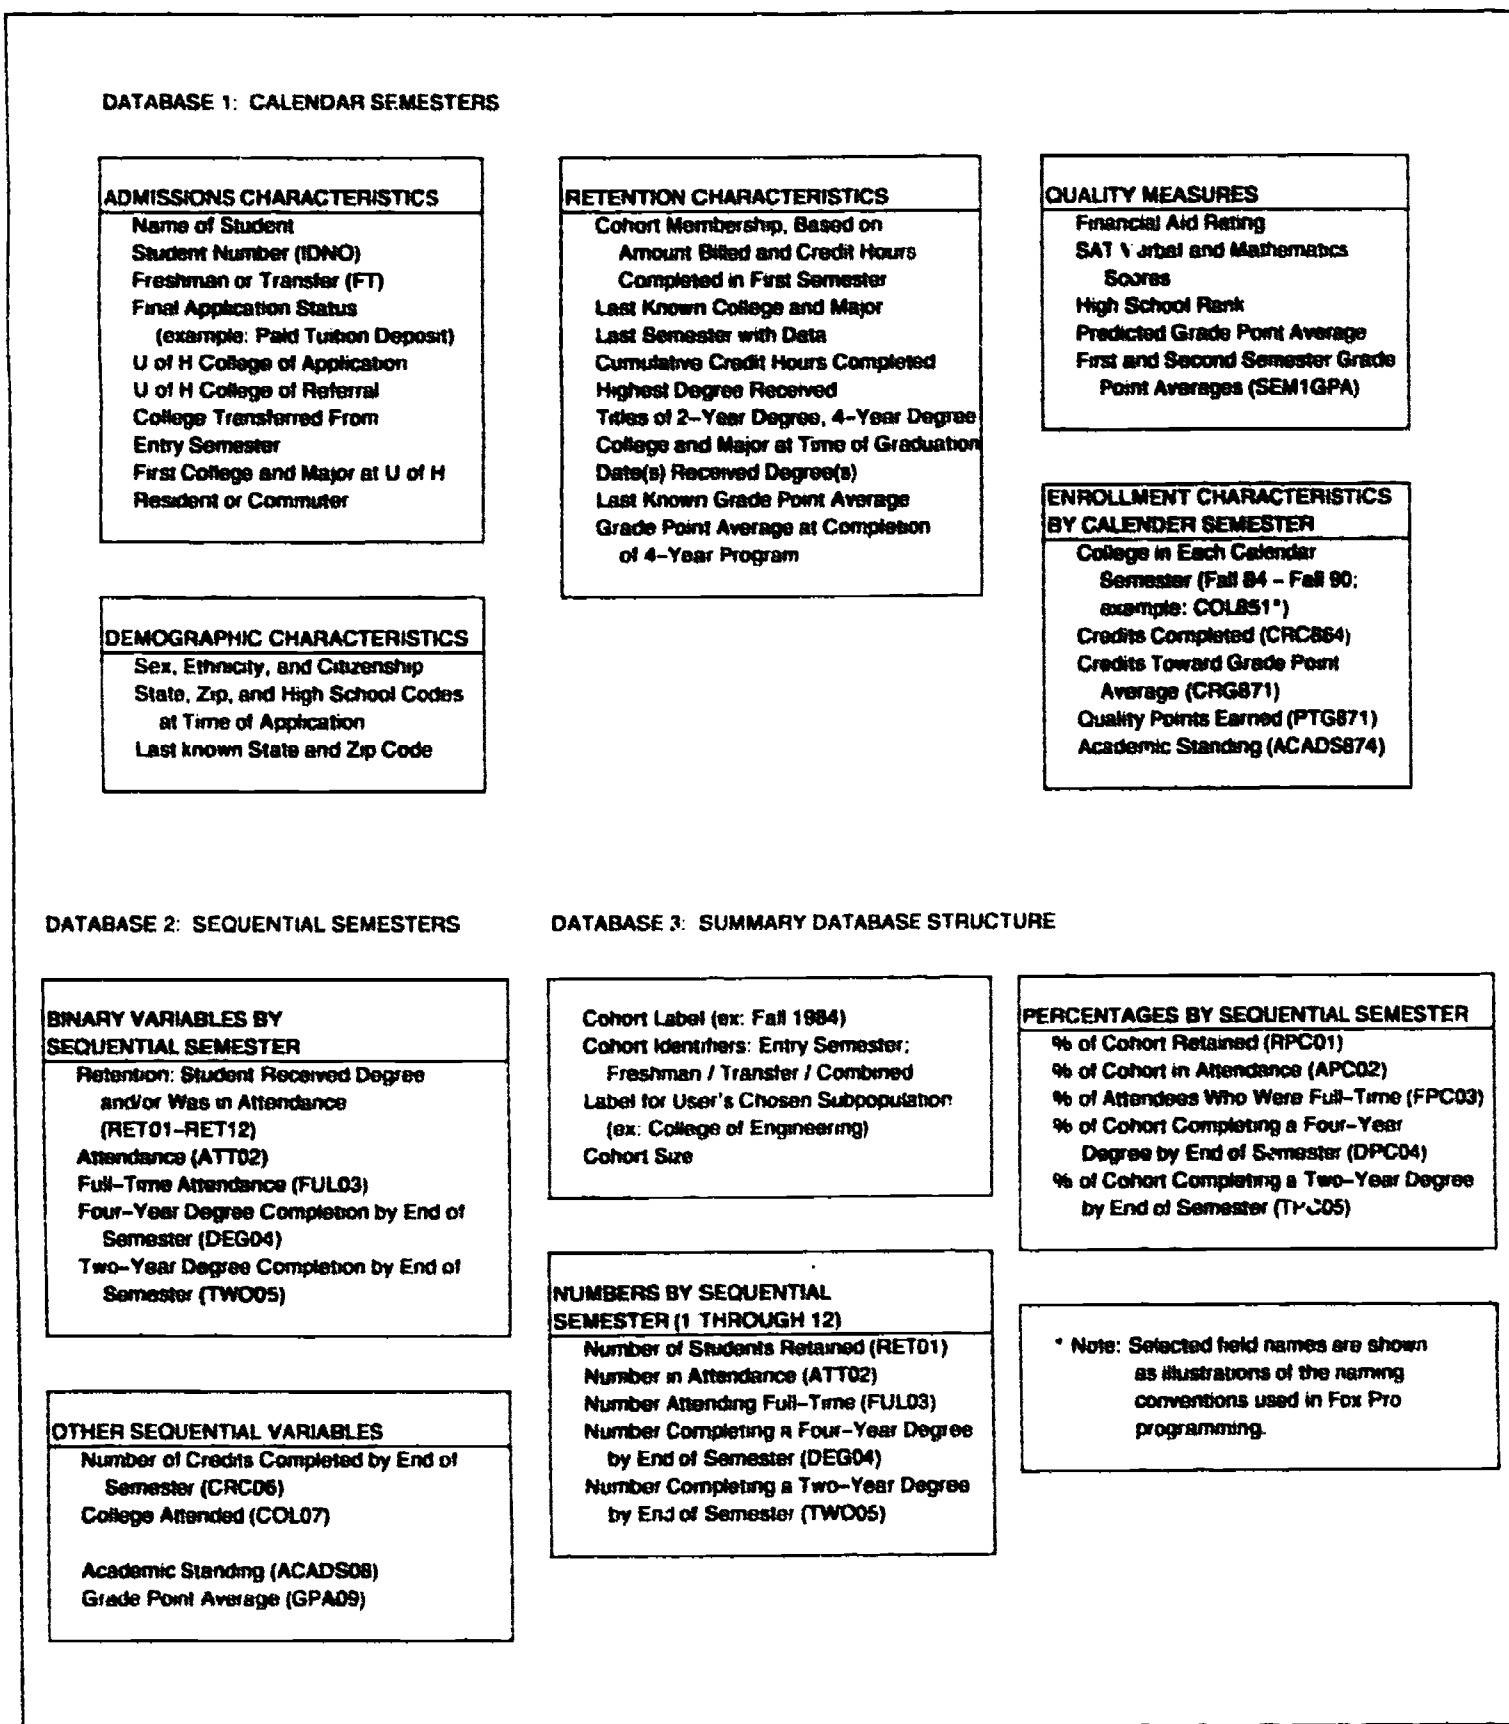 DATABASE 1: CALENDAR SEMESTERS
ADMISSIONS CHARACTERISTICS
Name of Student
Student Number (IDNO)
Freshman or Transfer (FT)
Final Application Status
(example: Paid Tuition Deposit)
U of H College of Application
U of H College of Referral
College Transferred From
Entry Semester
First College and Major at U of H
Resident or Commuter
DEMOGRAPHIC CHARACTERISTICS
Sex, Ethnicity, and Citizenship
State, Zip, and High School Codes
at Time of Application
Last known State and Zip Code
RETENTION CHARACTERISTICS
Cohort Membership, Based on
Amount Billed and Credit Hours
Completed in First Semester
Last Known College and Major
Last Semester with Data
Cumulative Credit Hours Completed
Highest Degree Received
Titles of 2-Year Degree, 4-Year Degree
College and Major at Time of Graduation
Date(s) Received Degree(s)
Last Known Grade Point Average
Grade Point Average at Completion
of 4-Year Program
QUALITY MEASURES
Financial Aid Rating
SAT Verbal and Mathematics
Scores
High School Rank
Predicted Grade Point Average
First and Second Semester Grade
Point Averages (SEM1GPA)
ENROLLMENT CHARACTERISTICS
BY CALENDER SEMESTER
College in Each Calendar
Semester (Fall 84 - Fall 90;
example: COL851*)
Credits Completed (CRC864)
Credits Toward Grade Point
Average (CRG871)
Quality Points Earned (PTG871)
Academic Standing (ACADS874)
DATABASE 2: SEQUENTIAL SEMESTERS
BINARY VARIABLES BY
SEQUENTIAL SEMESTER
Retention: Student Received Degree
and/or Was in Attendance
(RET01-RET12)
Attendance (ATT02)
Full-Time Attendance (FUL03)
Four-Year Degree Completion by End of
Semester (DEG04)
Two-Year Degree Completion by End of
Semester (TWO05)
OTHER SEQUENTIAL VARIABLES
Number of Credits Completed by End of
Semester (CRC06)
College Attended (COL07)
Academic Standing (ACADS08)
Grade Point Average (GPA09)
DATABASE 3: SUMMARY DATABASE STRUCTURE
Cohort Label (ex: Fall 1984)
Cohort Identifiers: Entry Semester;
Freshman / Transfer / Combined
Label for User's Chosen Subpopulation
(ex: College of Engineering)
Cohort Size
NUMBERS BY SEQUENTIAL
SEMESTER (1 THROUGH 12)
Number of Students Retained (RET01)
Number in Attendance (ATT02)
Number Attending Full-Time (FUL03)
Number Completing a Four-Year Degree
by End of Semester (DEG04)
Number Completing a Two-Year Degree
by End of Semester (TWO05)
PERCENTAGES BY SEQUENTIAL SEMESTER
% of Cohort Retained (RPC01)
% of Cohort in Attendance (APC02)
% of Attendees Who Were Full-Time (FPC03)
% of Cohort Completing a Four-Year
Degree by End of Semester (DPC04)
% of Cohort Completing a Two-Year Degree
by End of Semester (TPC05)
* Note: Selected field names are shown
as illustrations of the naming
conventions used in Fox Pro
programming.